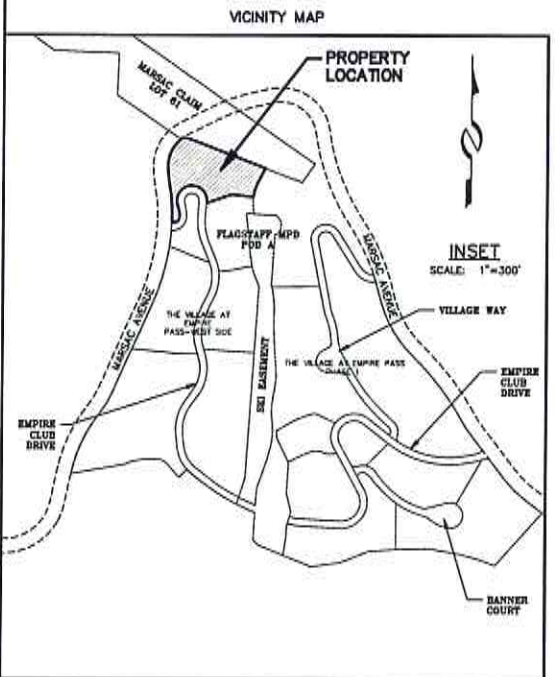 VICINITY MAP
PROPERTY
LOCATION
MARSAC CLAIM
LOT 61
INSET
SCALE: 1"=300'
FLAGSTAFF MPD
POD A
MARSAC AVENUE
MARSAC AVENUE
VILLAGE WAY
THE VILLAGE AT
EMPIRE
PASS-WEST SIDE
SKI EASEMENT
THE VILLAGE AT EMPIRE PASS
PHASE I
EMPIRE
CLUB
DRIVE
EMPIRE
CLUB
DRIVE
BANNER
COURT